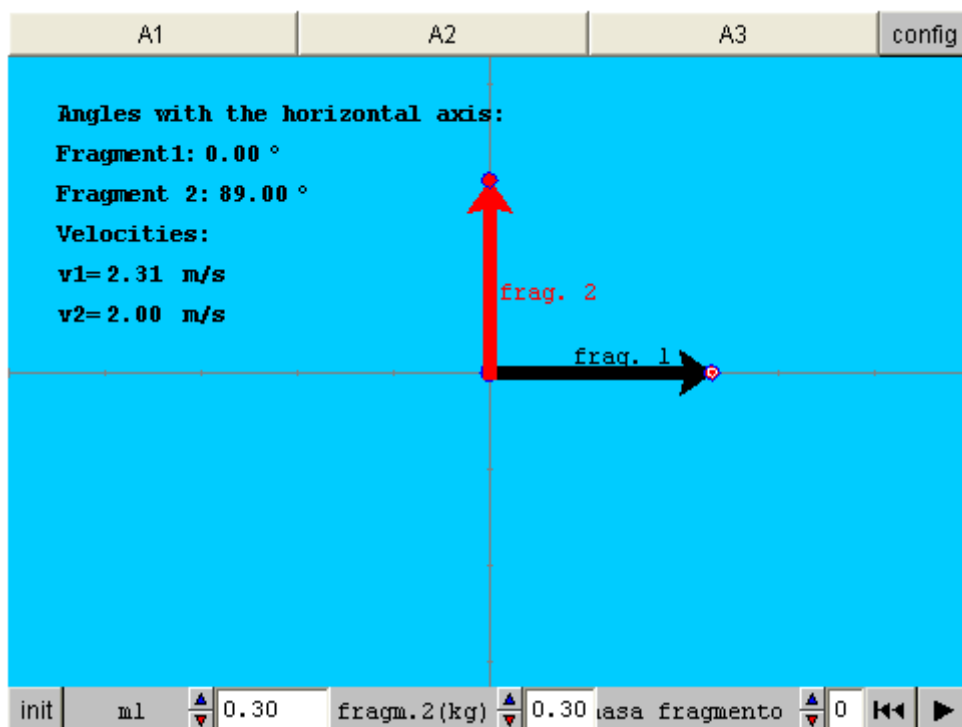 A1 A2 A3 config
Angles with the horizontal axis:
Fragment1: 0.00 °
Fragment 2: 89.00 °
Velocities:
v1= 2.31 m/s
v2= 2.00 m/s
frag. 2
frag. 1
init m1 0.30 fragm.2(kg) 0.30 fragmento 0